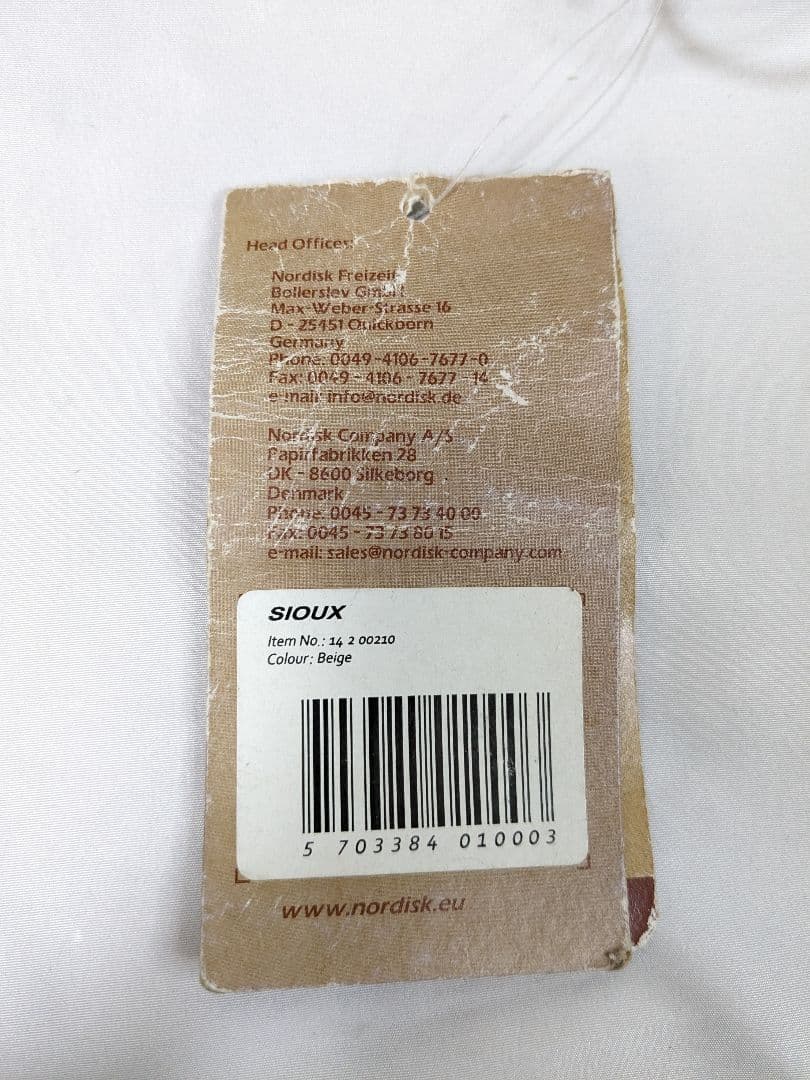 Head Offices:
Nordisk Freizeit
Bollerslev GmbH
Max-Weber-Strasse 16
D - 25451 Quickborn
Germany
Phone: 0049-4106-7677-0
Fax: 0049 - 4106 - 7677 - 14
e-mail: info@nordisk.de
Nordisk Company A/S
Papirfabrikken 28
DK - 8600 Silkeborg
Denmark
Phone: 0045 - 73 73 40 00
Fax: 0045 - 73 73 80 15
e-mail: sales@nordisk-company.com
SIOUX
Item No.: 14 2 00210
Colour: Beige
5 703384 010003
www.nordisk.eu